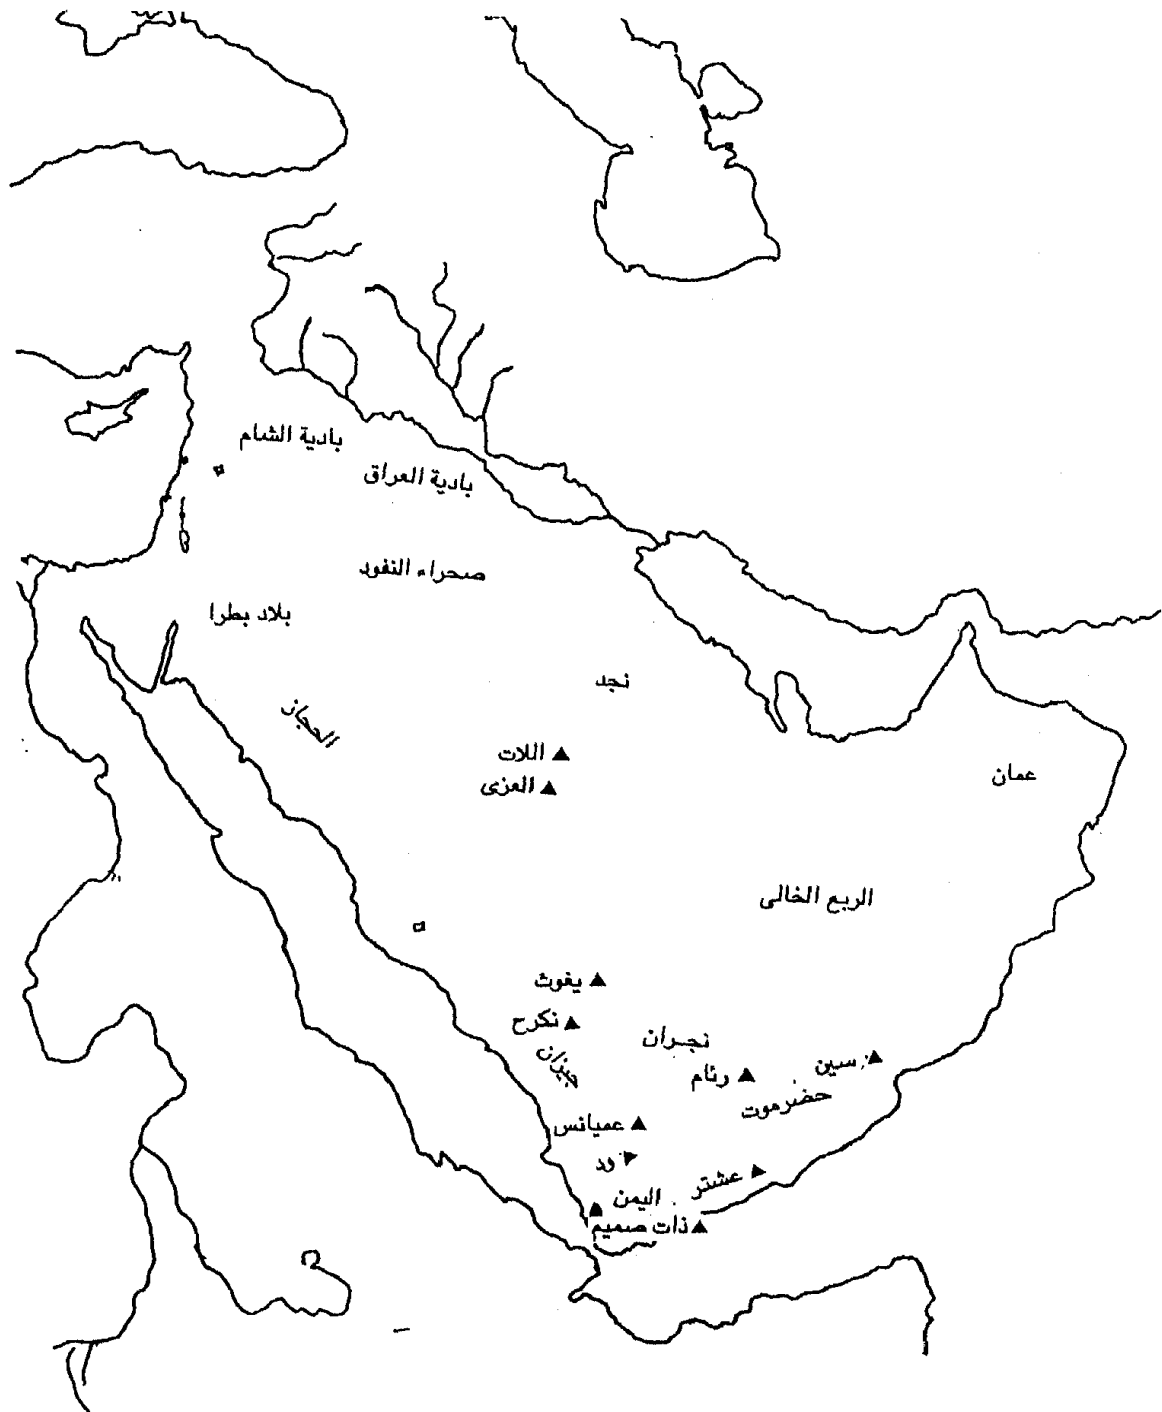 بادية الشام
بادية العراق
صحراء النفود
بلاد بطرا
نجد
الحجاز
اللات
العزى
عمان
الربع الخالى
يغوث
نكرح
نجران
جيزان
رئام
سين
حضرموت
عميانس
ود
عشتر
اليمن
ذات صميم